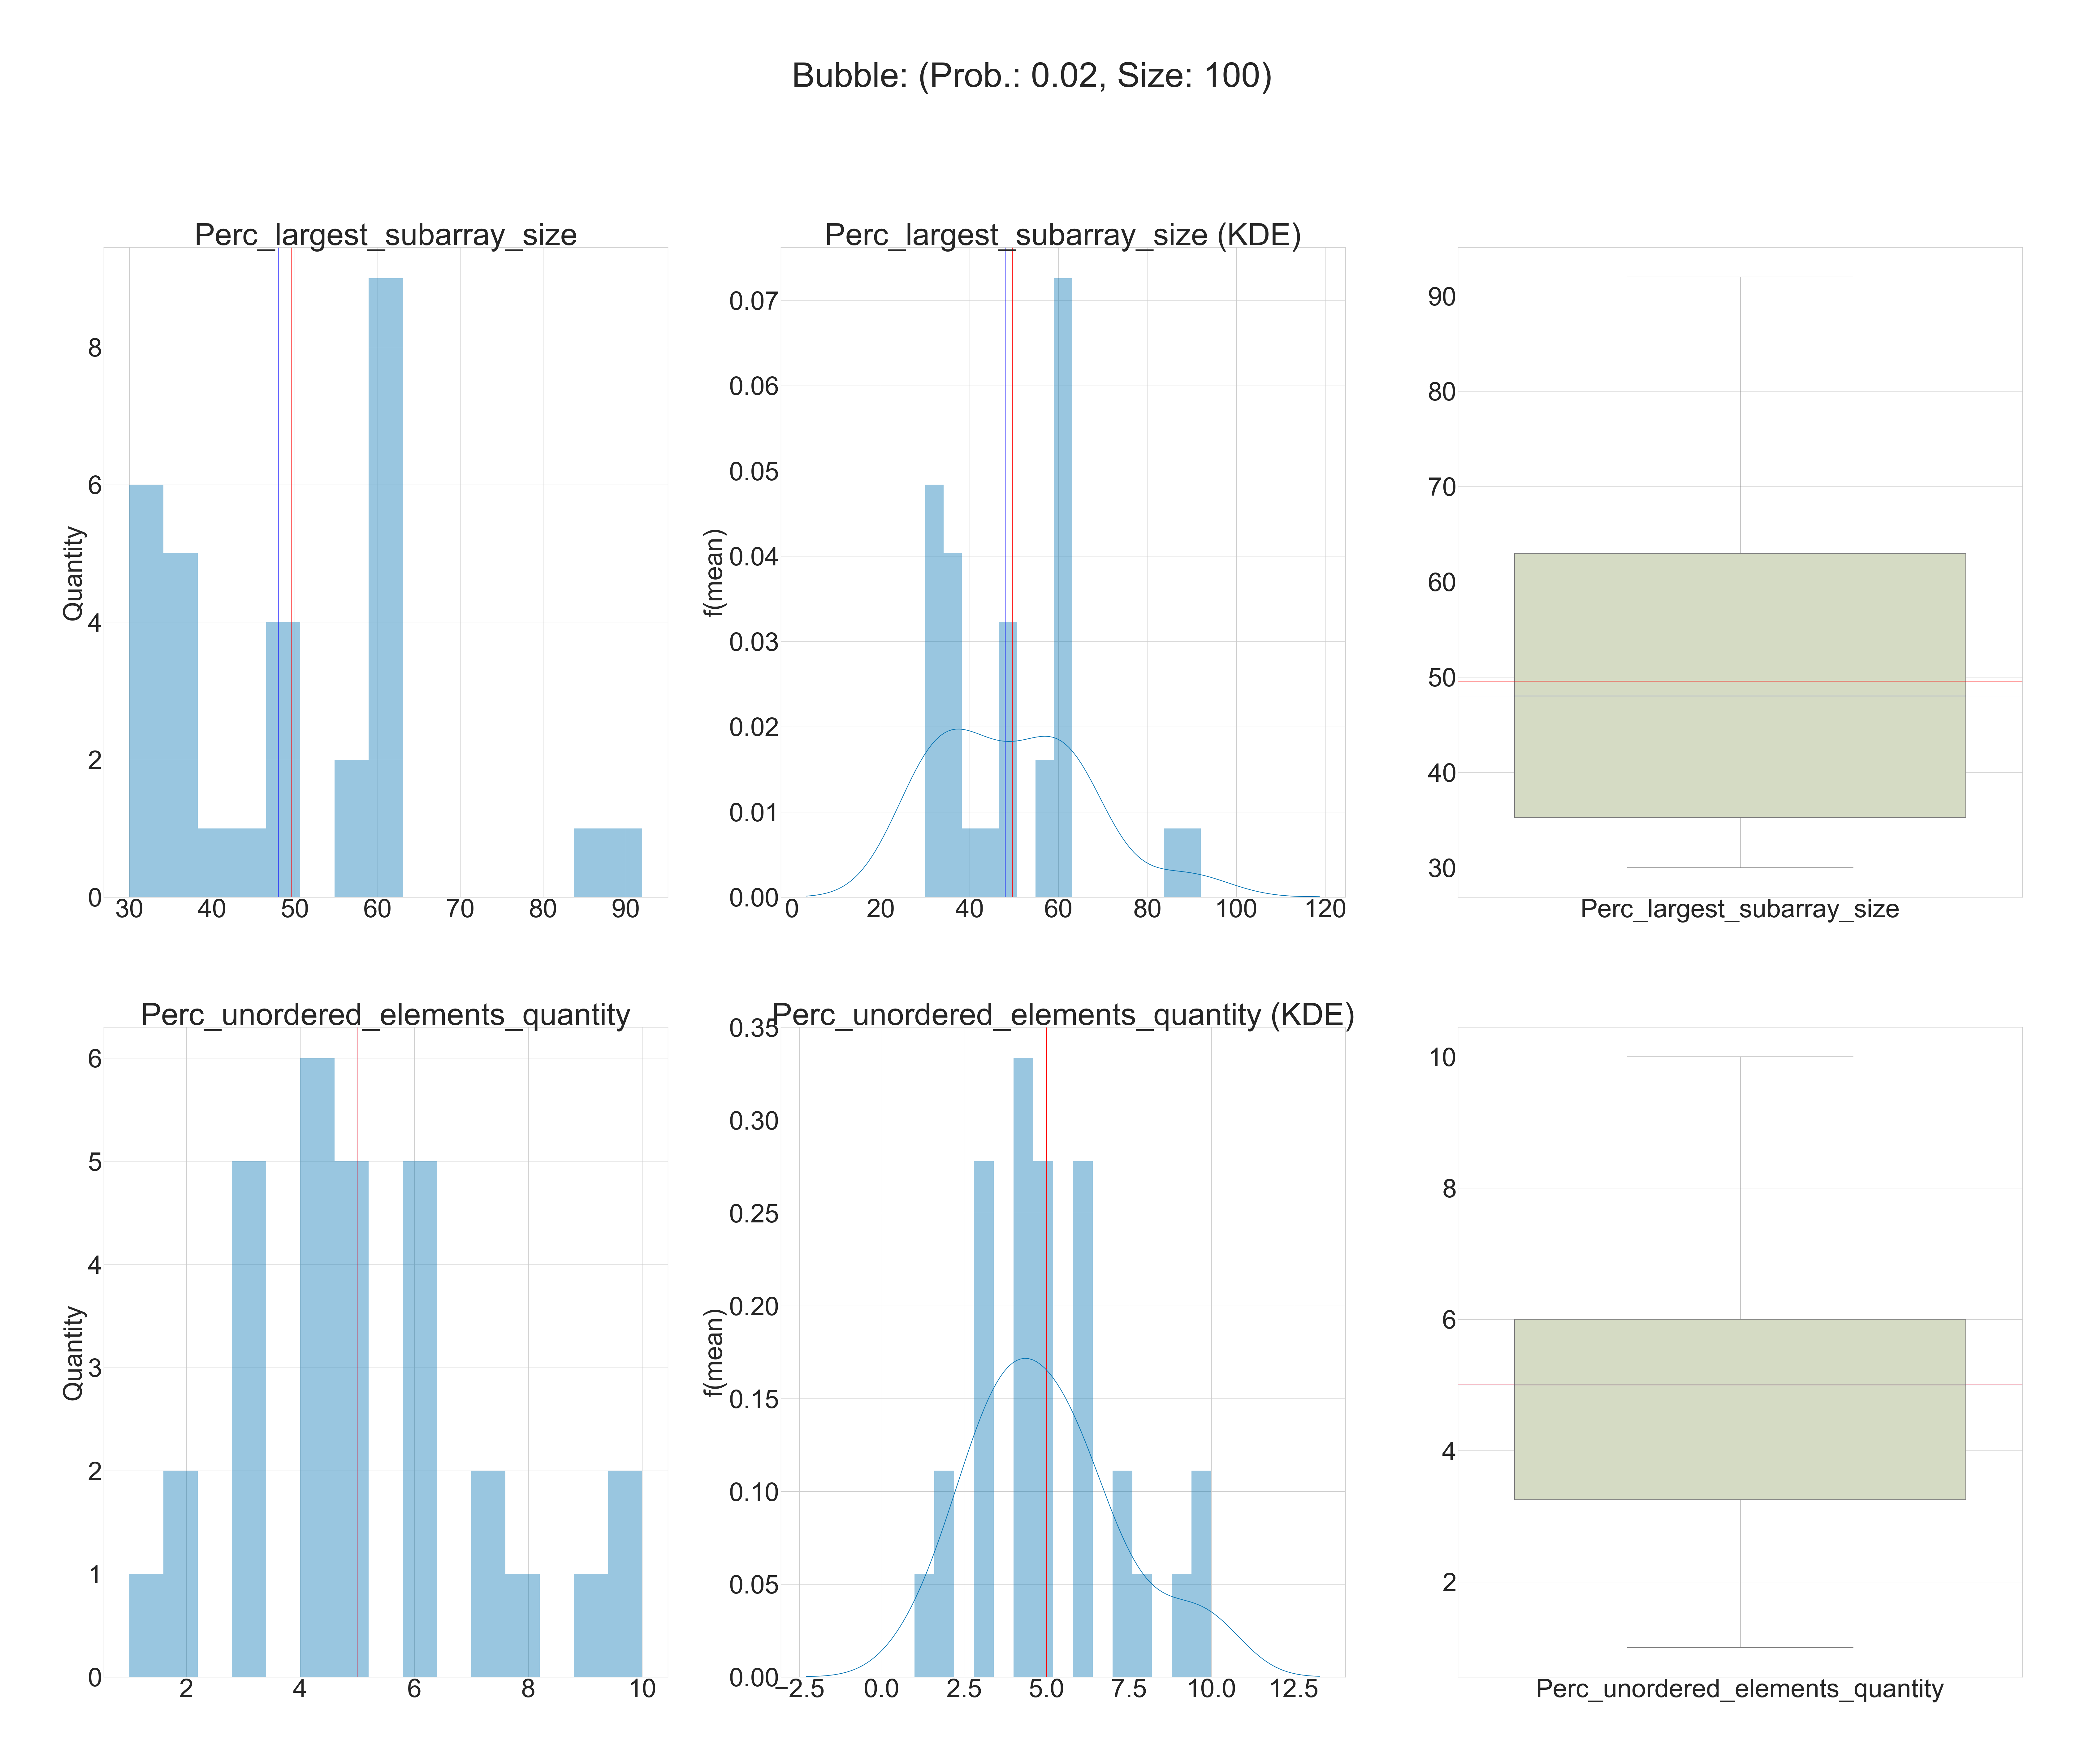 Bubble: (Prob.: 0.02, Size: 100)
Perc_largest_subarray_size
Quantity
8
6
4
2
0
30 40 50 60 70 80 90
Perc_largest_subarray_size (KDE)
f(mean)
0.07
0.06
0.05
0.04
0.03
0.02
0.01
0.00
0 20 40 60 80 100 120
90
80
70
60
50
40
30
Perc_largest_subarray_size
Perc_unordered_elements_quantity
Quantity
6
5
4
3
2
1
0
2 4 6 8 10
Perc_unordered_elements_quantity (KDE)
f(mean)
0.35
0.30
0.25
0.20
0.15
0.10
0.05
0.00
−2.5 0.0 2.5 5.0 7.5 10.0 12.5
10
8
6
4
2
Perc_unordered_elements_quantity